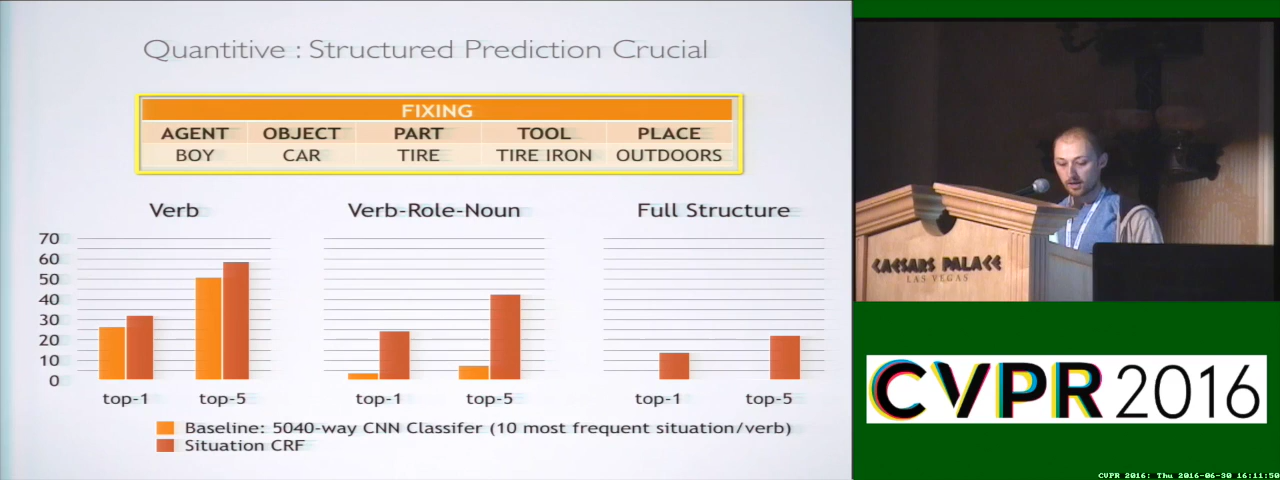 Quantitive : Structured Prediction Crucial
FIXING
AGENT OBJECT PART TOOL PLACE
BOY CAR TIRE TIRE IRON OUTDOORS
Verb Verb-Role-Noun Full Structure
70
60
50
40
30
20
10
0
top-1 top-5 top-1 top-5 top-1 top-5
Baseline: 5040-way CNN Classifer (10 most frequent situation/verb)
Situation CRF
CAESARS PALACE
LAS VEGAS
CVPR 2016
CVPR 2016: Thu 2016-06-30 16:11:50